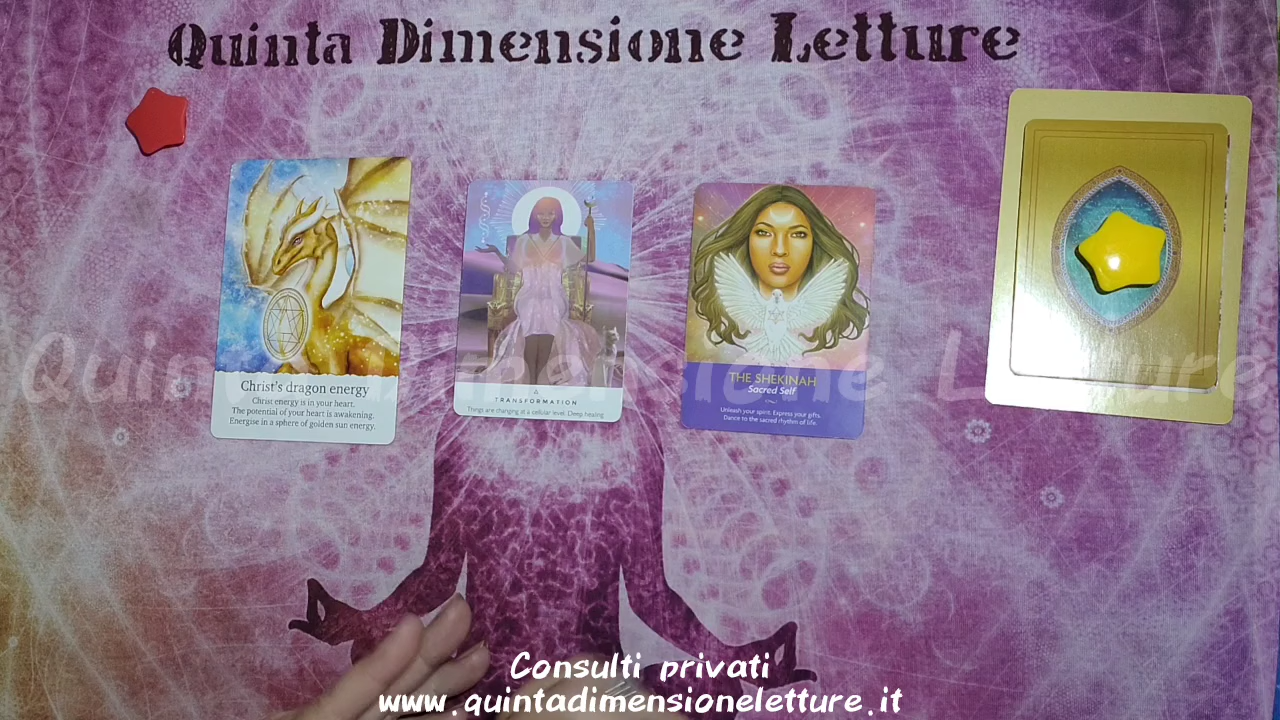 Quinta Dimensione Letture
Christ's dragon energy
Christ energy is in your heart.
The potential of your heart is awakening.
Energise in a sphere of golden sun energy.
TRANSFORMATION
Things are changing at a cellular level. Deep healing
THE SHEKINAH
Sacred Self
Unleash your spirit. Express your gifts.
Dance to the sacred rhythm of life.
Quinta Dimensione Letture
Consulti privati
www.quintadimensioneletture.it